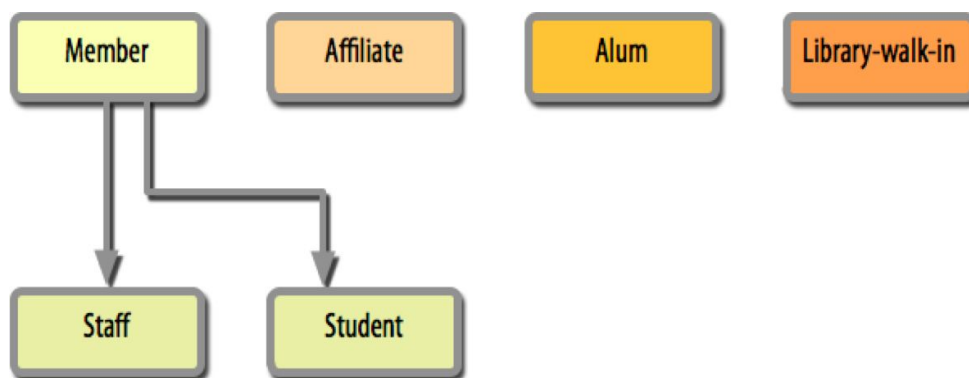 Member
Affiliate
Alum
Library-walk-in
Staff
Student